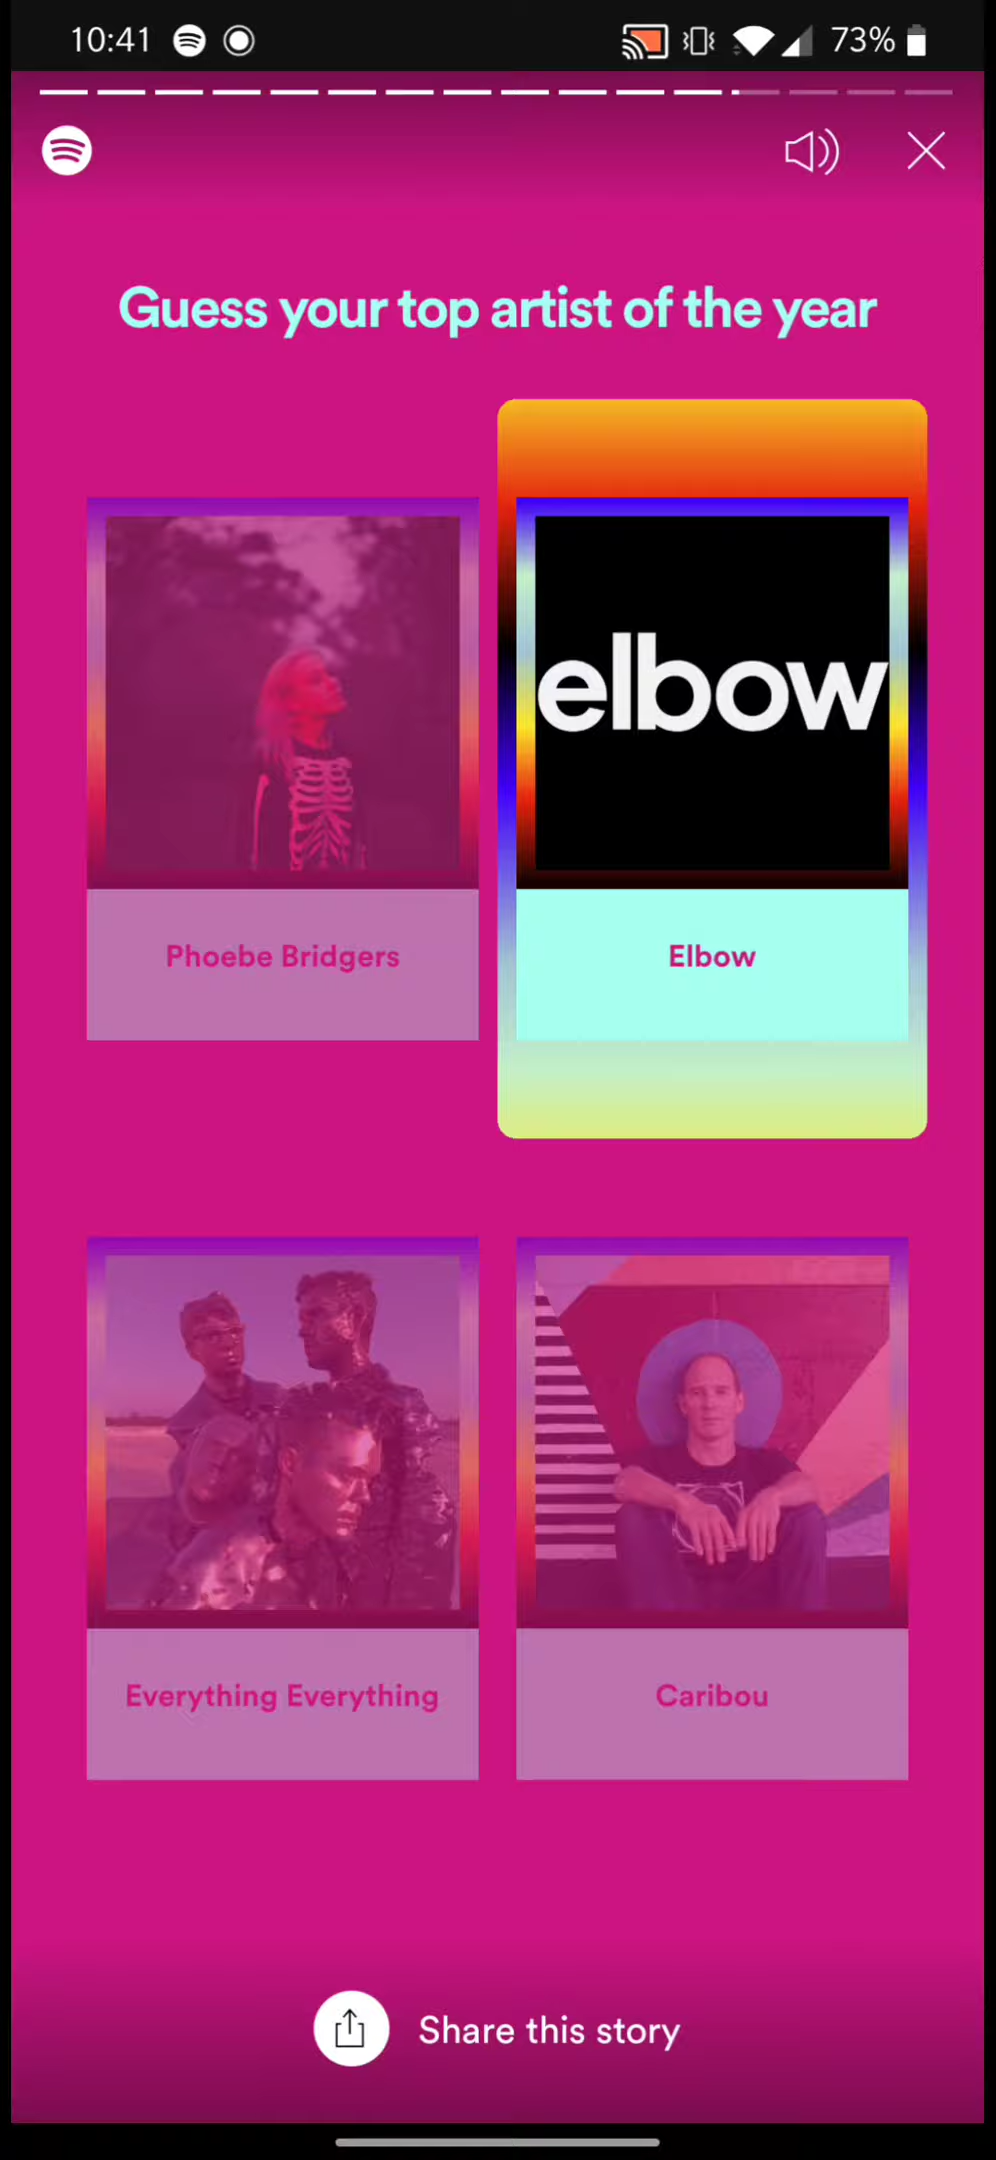 10:41
73%
Guess your top artist of the year
elbow
Phoebe Bridgers
Elbow
Everything Everything
Caribou
Share this story